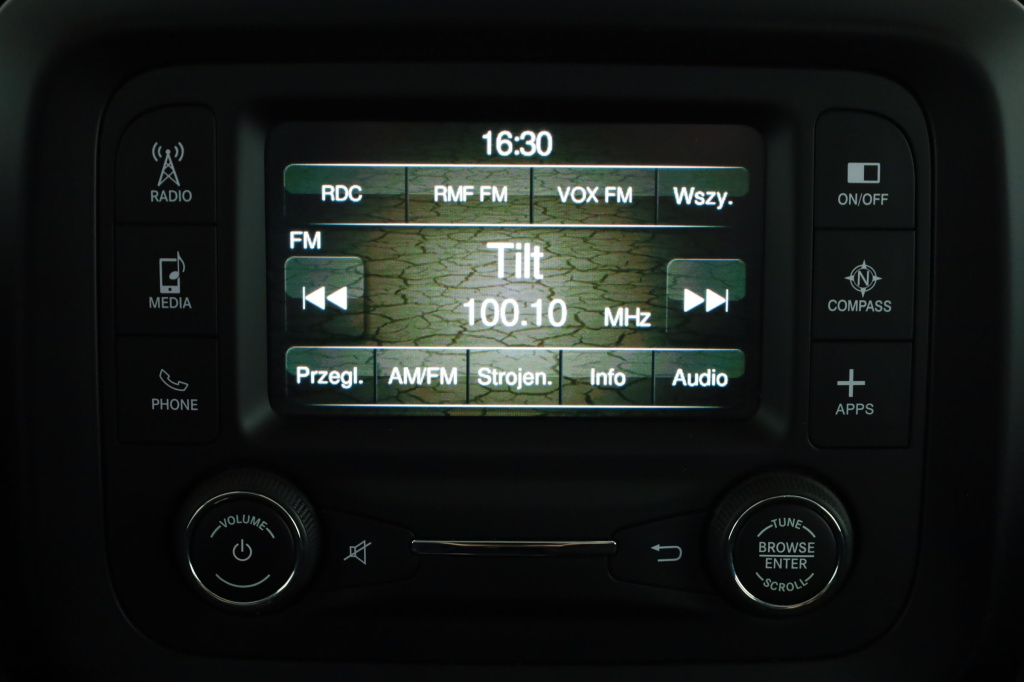 16:30
RDC RMF FM VOX FM Wszy.
FM
Tilt
100.10 MHz
Przegl. AM/FM Strojen. Info Audio
RADIO
MEDIA
PHONE
ON/OFF
N
COMPASS
APPS
VOLUME
TUNE
BROWSE
ENTER
SCROLL